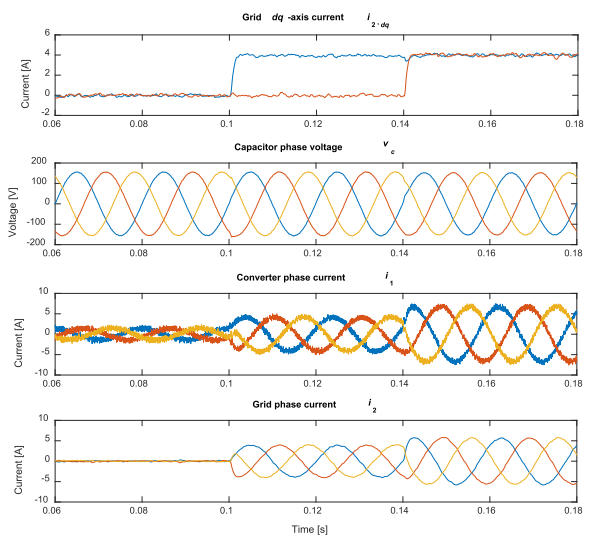 Grid dq -axis current i2-dq
6
4
2
0
-2
Current [A]
0.06 0.08 0.1 0.12 0.14 0.16 0.18
Capacitor phase voltage vc
200
100
0
-100
-200
Voltage [V]
0.06 0.08 0.1 0.12 0.14 0.16 0.18
Converter phase current i1
10
5
0
-5
-10
Current [A]
0.06 0.08 0.1 0.12 0.14 0.16 0.18
Grid phase current i2
10
5
0
-5
-10
Current [A]
0.06 0.08 0.1 0.12 0.14 0.16 0.18
Time [s]